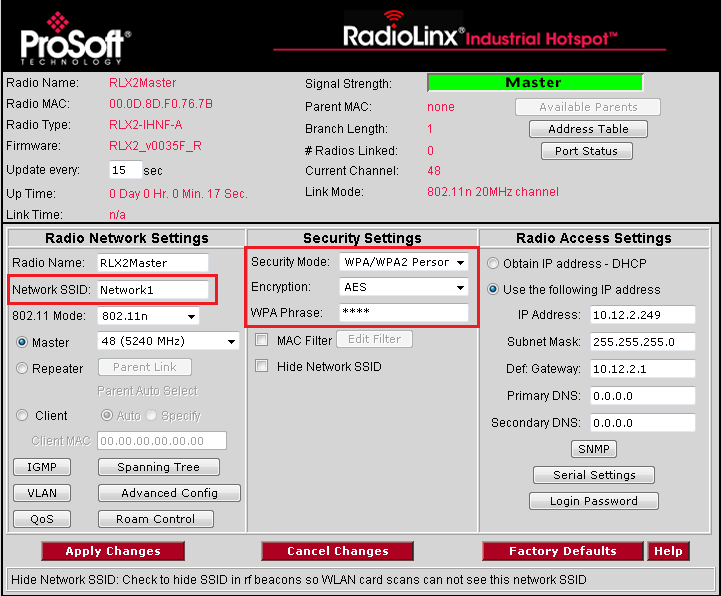 ProSoft®
TECHNOLOGY
RadioLinx® Industrial Hotspot™
Radio Name: RLX2Master
Radio MAC: 00.0D.8D.F0.76.7B
Radio Type: RLX2-IHNF-A
Firmware: RLX2_v0035F_R
Update every: 15 sec
Up Time: 0 Day 0 Hr. 0 Min. 17 Sec.
Link Time: n/a
Signal Strength: Master
Parent MAC: none Available Parents
Branch Length: 1 Address Table
# Radios Linked: 0 Port Status
Current Channel: 48
Link Mode: 802.11n 20MHz channel
Radio Network Settings
Radio Name: RLX2Master
Network SSID: Network1
802.11 Mode: 802.11n
Master 48 (5240 MHz)
Repeater Parent Link
Parent Auto Select
Client Auto Specify
Client MAC 00.00.00.00.00.00
IGMP Spanning Tree
VLAN Advanced Config
QoS Roam Control
Security Settings
Security Mode: WPA/WPA2 Person
Encryption: AES
WPA Phrase: ****
MAC Filter Edit Filter
Hide Network SSID
Radio Access Settings
Obtain IP address - DHCP
Use the following IP address
IP Address: 10.12.2.249
Subnet Mask: 255.255.255.0
Def: Gateway: 10.12.2.1
Primary DNS: 0.0.0.0
Secondary DNS: 0.0.0.0
SNMP
Serial Settings
Login Password
Apply Changes Cancel Changes Factory Defaults Help
Hide Network SSID: Check to hide SSID in rf beacons so WLAN card scans can not see this network SSID